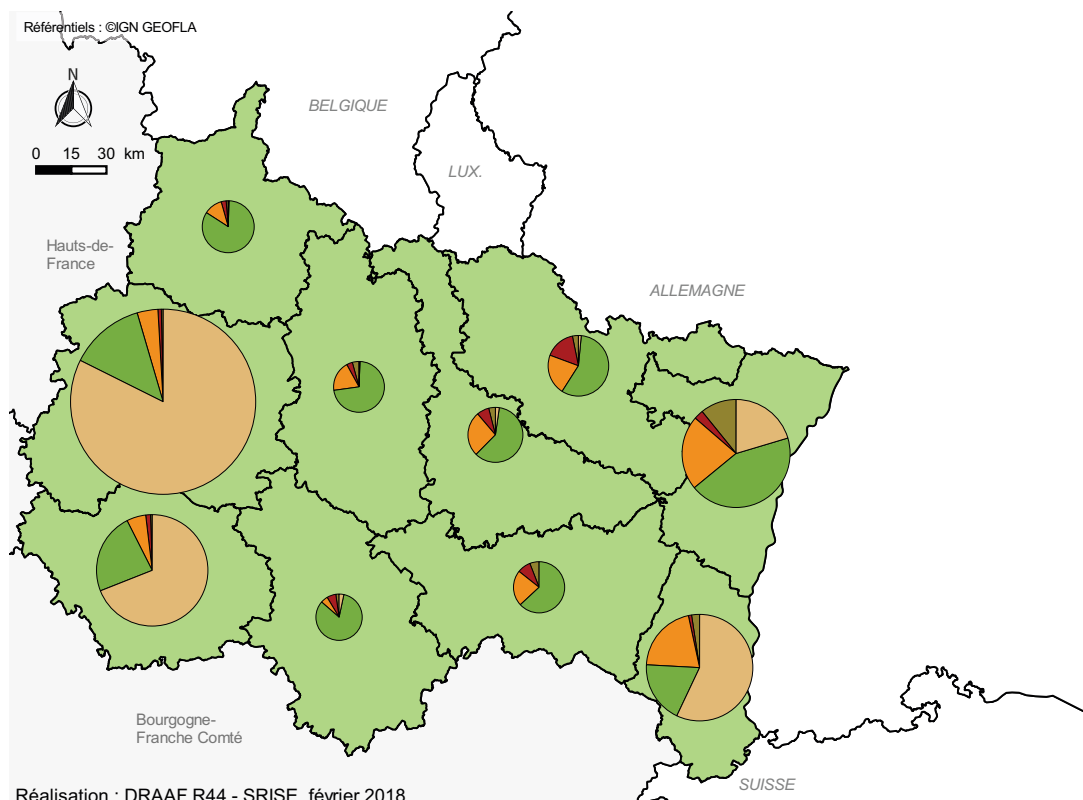 Référentiels : ©IGN GEOFLA
N
0 15 30 km
BELGIQUE
LUX.
Hauts-de-
France
ALLEMAGNE
Bourgogne-
Franche Comté
SUISSE
Réalisation : DRAAF R44 - SRISE, février 2018